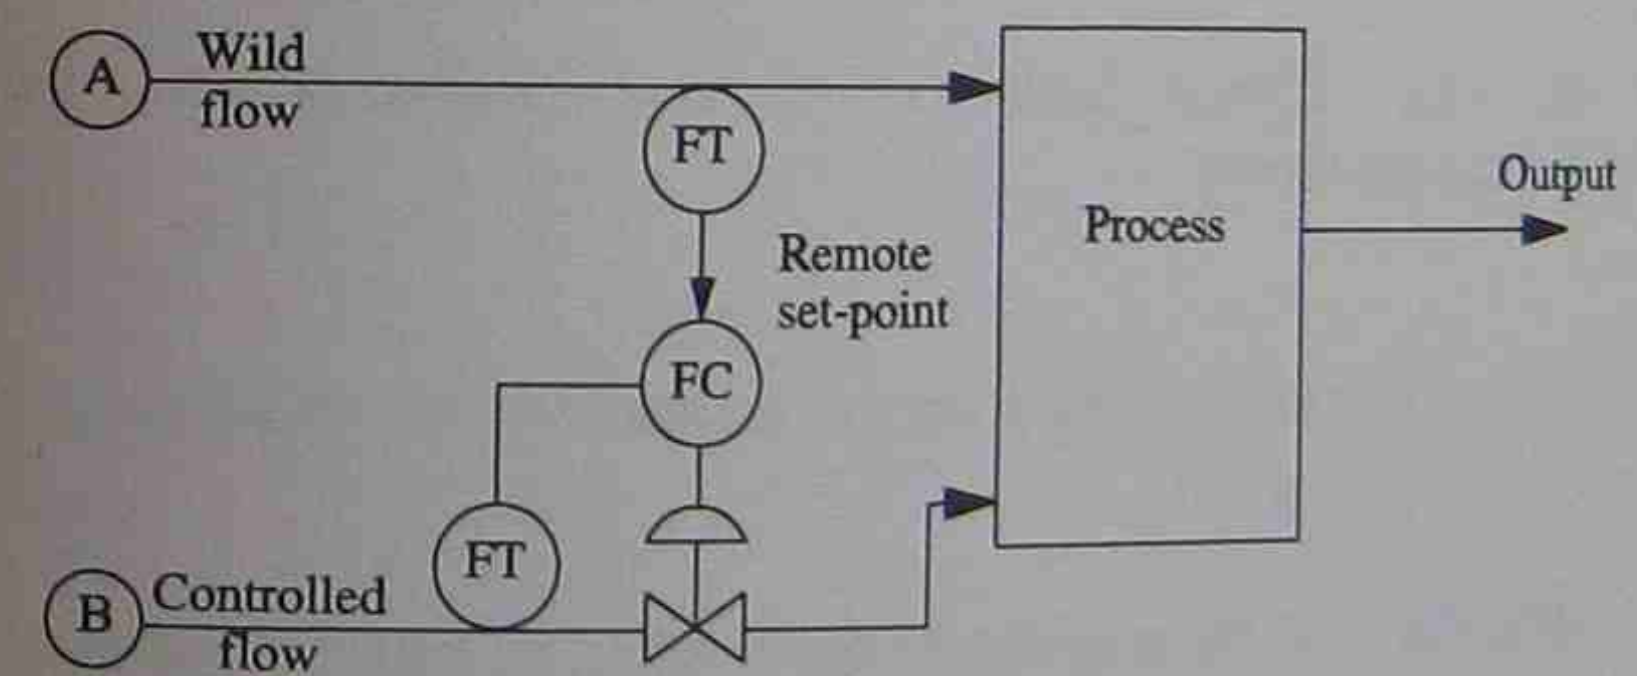 A
Wild
flow
FT
Process
Output
Remote
set-point
FC
FT
B
Controlled
flow